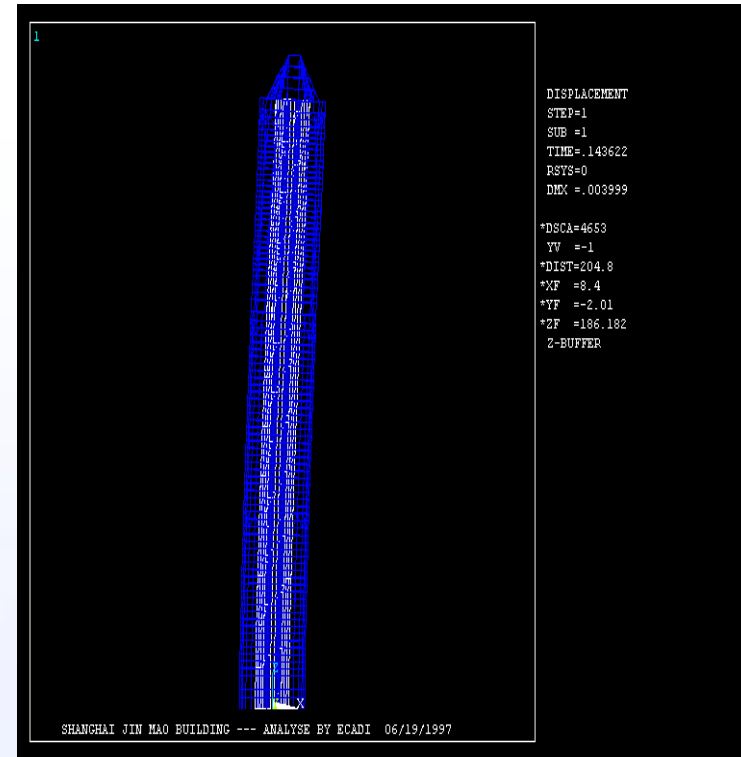 1
DISPLACEMENT
STEP=1
SUB =1
TIME=.143622
RSYS=0
DMX =.003999
*DSCA=4653
YV =-1
*DIST=204.8
*XF =8.4
*YF =-2.01
*ZF =186.182
Z-BUFFER
X
SHANGHAI JIN MAO BUILDING --- ANALYSE BY ECADI 06/19/1997